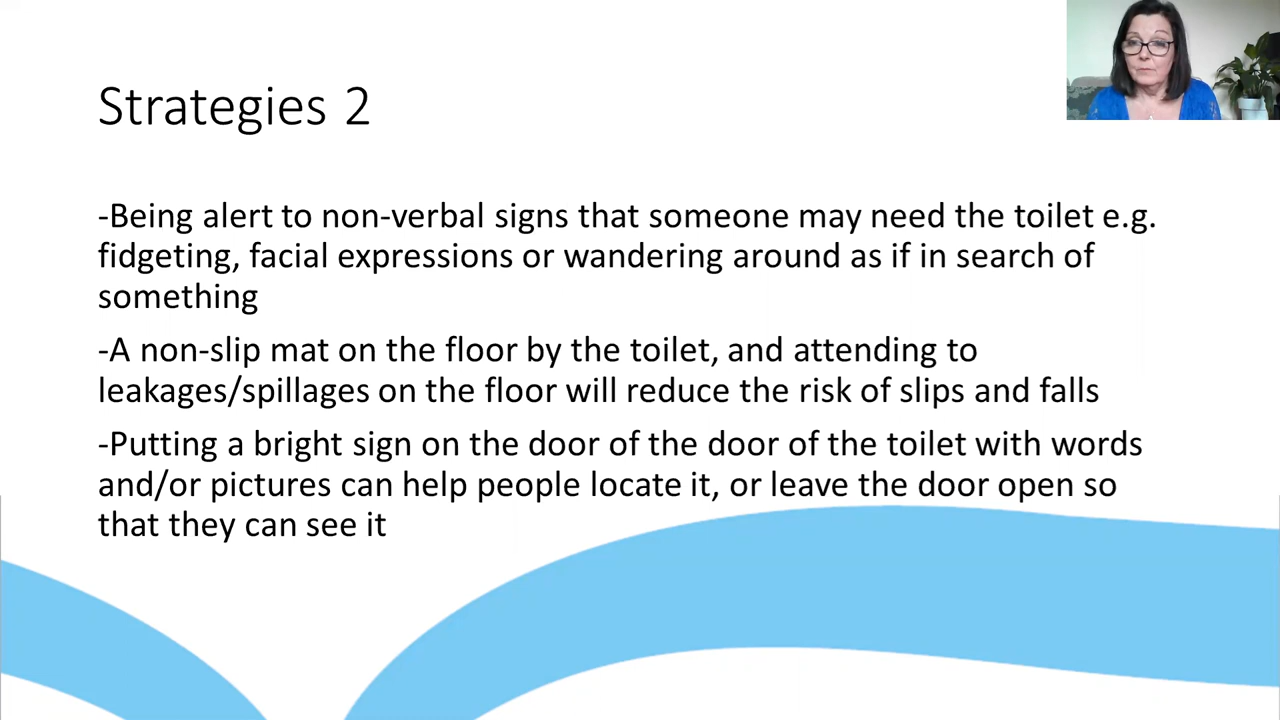 Strategies 2
-Being alert to non-verbal signs that someone may need the toilet e.g.
fidgeting, facial expressions or wandering around as if in search of
something
-A non-slip mat on the floor by the toilet, and attending to
leakages/spillages on the floor will reduce the risk of slips and falls
-Putting a bright sign on the door of the door of the toilet with words
and/or pictures can help people locate it, or leave the door open so
that they can see it